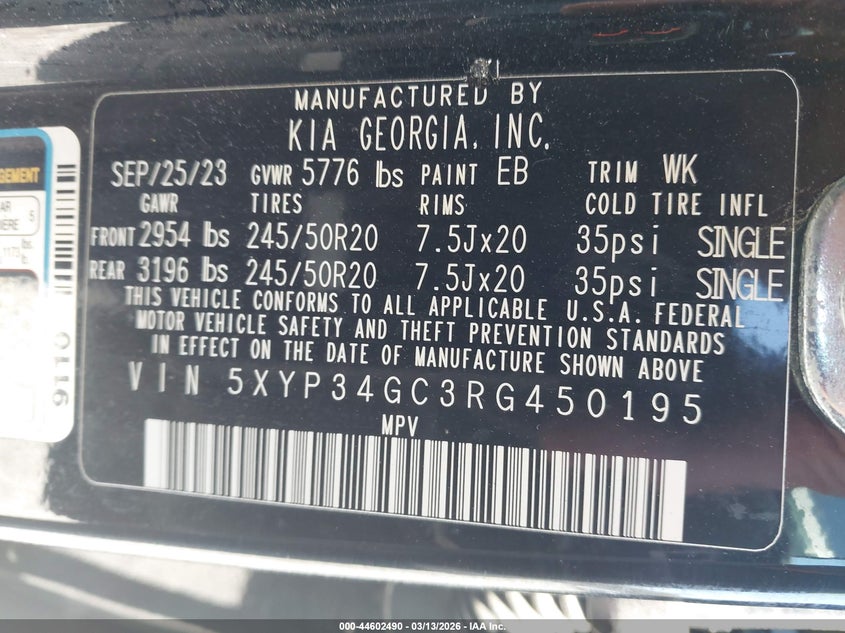 MANUFACTURED BY
KIA GEORGIA, INC.
SEP/25/23 GVWR 5776 lbs PAINT EB TRIM WK
GAWR TIRES RIMS COLD TIRE INFL
FRONT 2954 lbs 245/50R20 7.5Jx20 35psi SINGLE
REAR 3196 lbs 245/50R20 7.5Jx20 35psi SINGLE
THIS VEHICLE CONFORMS TO ALL APPLICABLE U.S.A. FEDERAL
MOTOR VEHICLE SAFETY AND THEFT PREVENTION STANDARDS
IN EFFECT ON THE DATE OF MANUFACTURE SHOWN ABOVE
VIN 5XYP34GC3RG450195
MPV
0116
000-44602490 - 03/13/2026 - IAAI.com